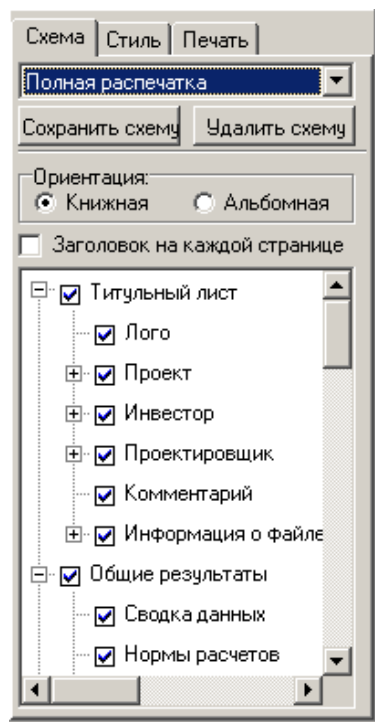 Схема Стиль Печать
Полная распечатка
Сохранить схему Удалить схему
Ориентация:
Книжная Альбомная
Заголовок на каждой странице
Титульный лист
Лого
Проект
Инвестор
Проектировщик
Комментарий
Информация о файле
Общие результаты
Сводка данных
Нормы расчетов